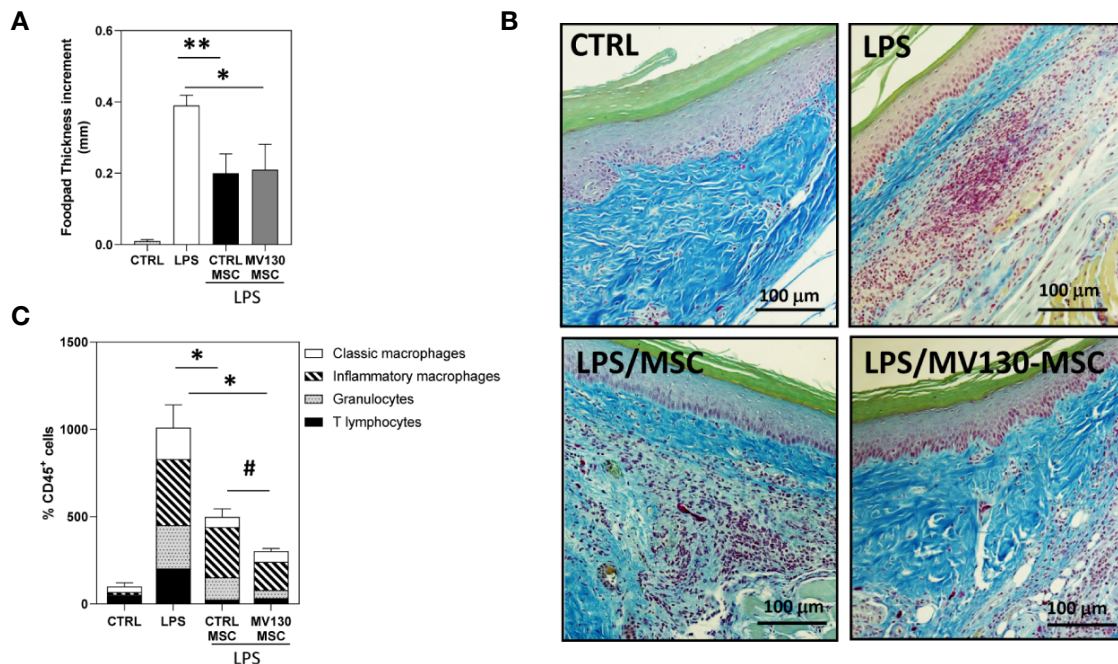 A
Foodpad Thickness increment
(mm)
0.6
0.4
0.2
0.0
**
*
CTRL
LPS
CTRL
MSC
MV130
MSC
LPS
B
CTRL
100 µm
LPS
100 µm
LPS/MSC
100 µm
LPS/MV130-MSC
100 µm
C
% CD45+ cells
1500
1000
500
0
*
*
#
CTRL
LPS
CTRL
MSC
MV130
MSC
LPS
Classic macrophages
Inflammatory macrophages
Granulocytes
T lymphocytes